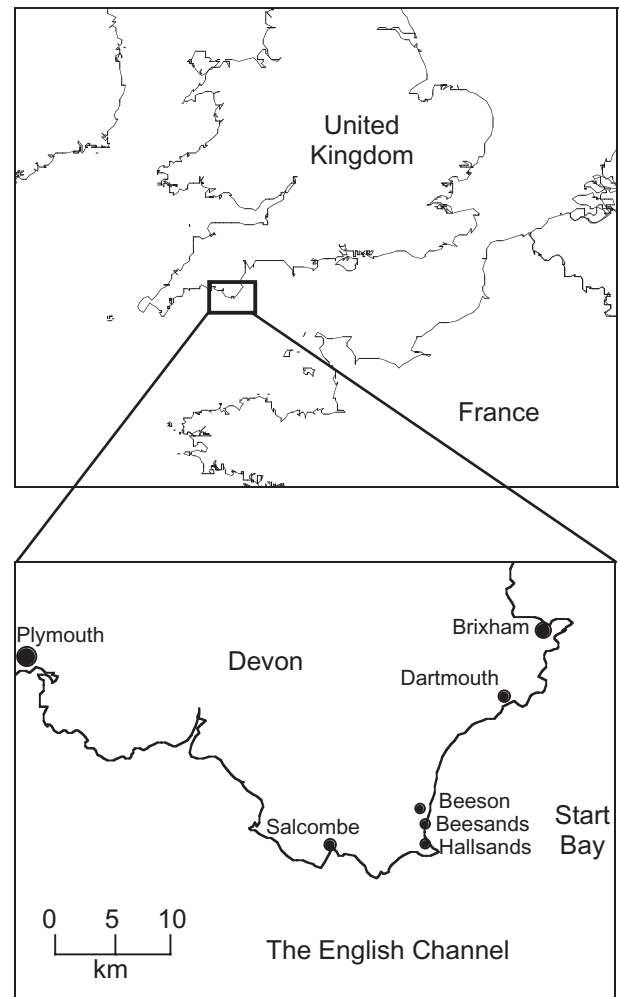 United
Kingdom
France
Plymouth
Brixham
Devon
Dartmouth
Beeson
Beesands
Hallsands
Start
Bay
Salcombe
0 5 10
km
The English Channel